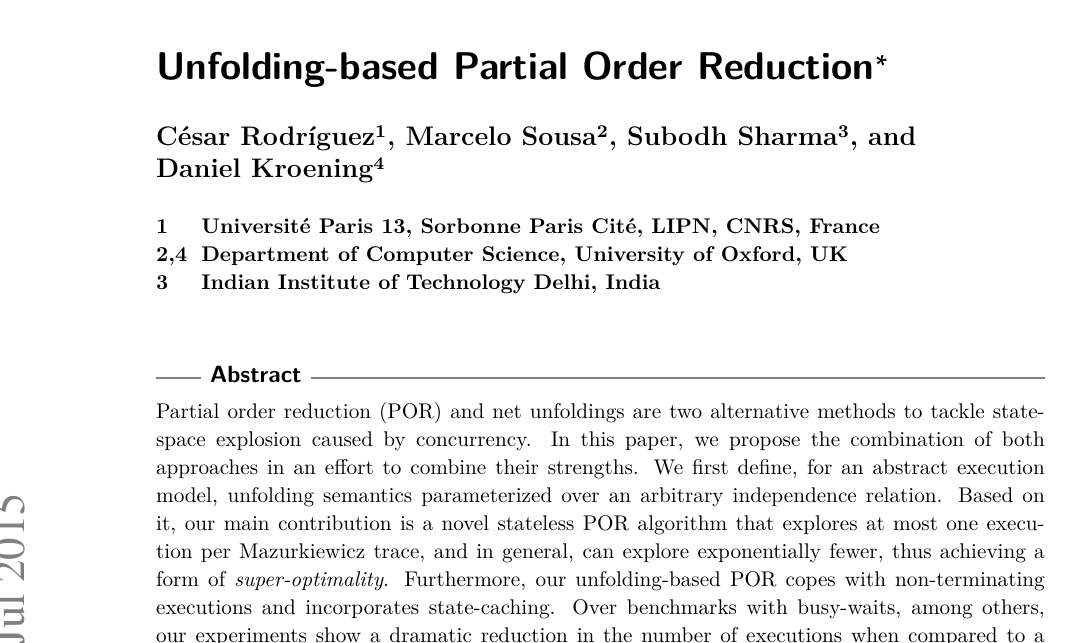 Unfolding-based Partial Order Reduction*
César Rodríguez¹, Marcelo Sousa², Subodh Sharma³, and
Daniel Kroening⁴
1 Université Paris 13, Sorbonne Paris Cité, LIPN, CNRS, France
2,4 Department of Computer Science, University of Oxford, UK
3 Indian Institute of Technology Delhi, India
Abstract
Partial order reduction (POR) and net unfoldings are two alternative methods to tackle state-
space explosion caused by concurrency. In this paper, we propose the combination of both
approaches in an effort to combine their strengths. We first define, for an abstract execution
model, unfolding semantics parameterized over an arbitrary independence relation. Based on
it, our main contribution is a novel stateless POR algorithm that explores at most one execu-
tion per Mazurkiewicz trace, and in general, can explore exponentially fewer, thus achieving a
form of super-optimality. Furthermore, our unfolding-based POR copes with non-terminating
executions and incorporates state-caching. Over benchmarks with busy-waits, among others,
our experiments show a dramatic reduction in the number of executions when compared to a
Jul 2015